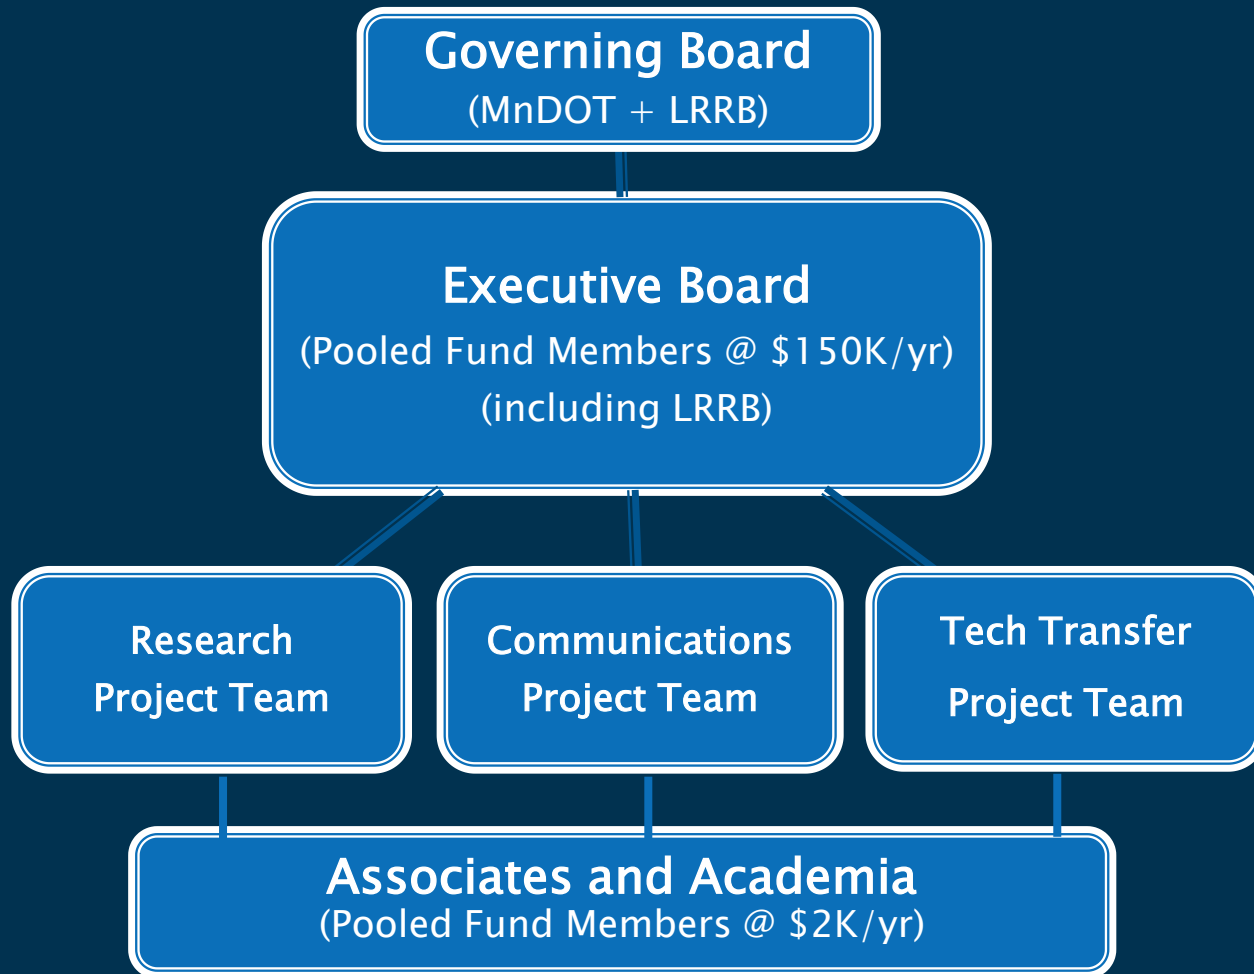 Governing Board
(MnDOT + LRRB)
Executive Board
(Pooled Fund Members @ $150K/yr)
(including LRRB)
Research
Project Team
Communications
Project Team
Tech Transfer
Project Team
Associates and Academia
(Pooled Fund Members @ $2K/yr)